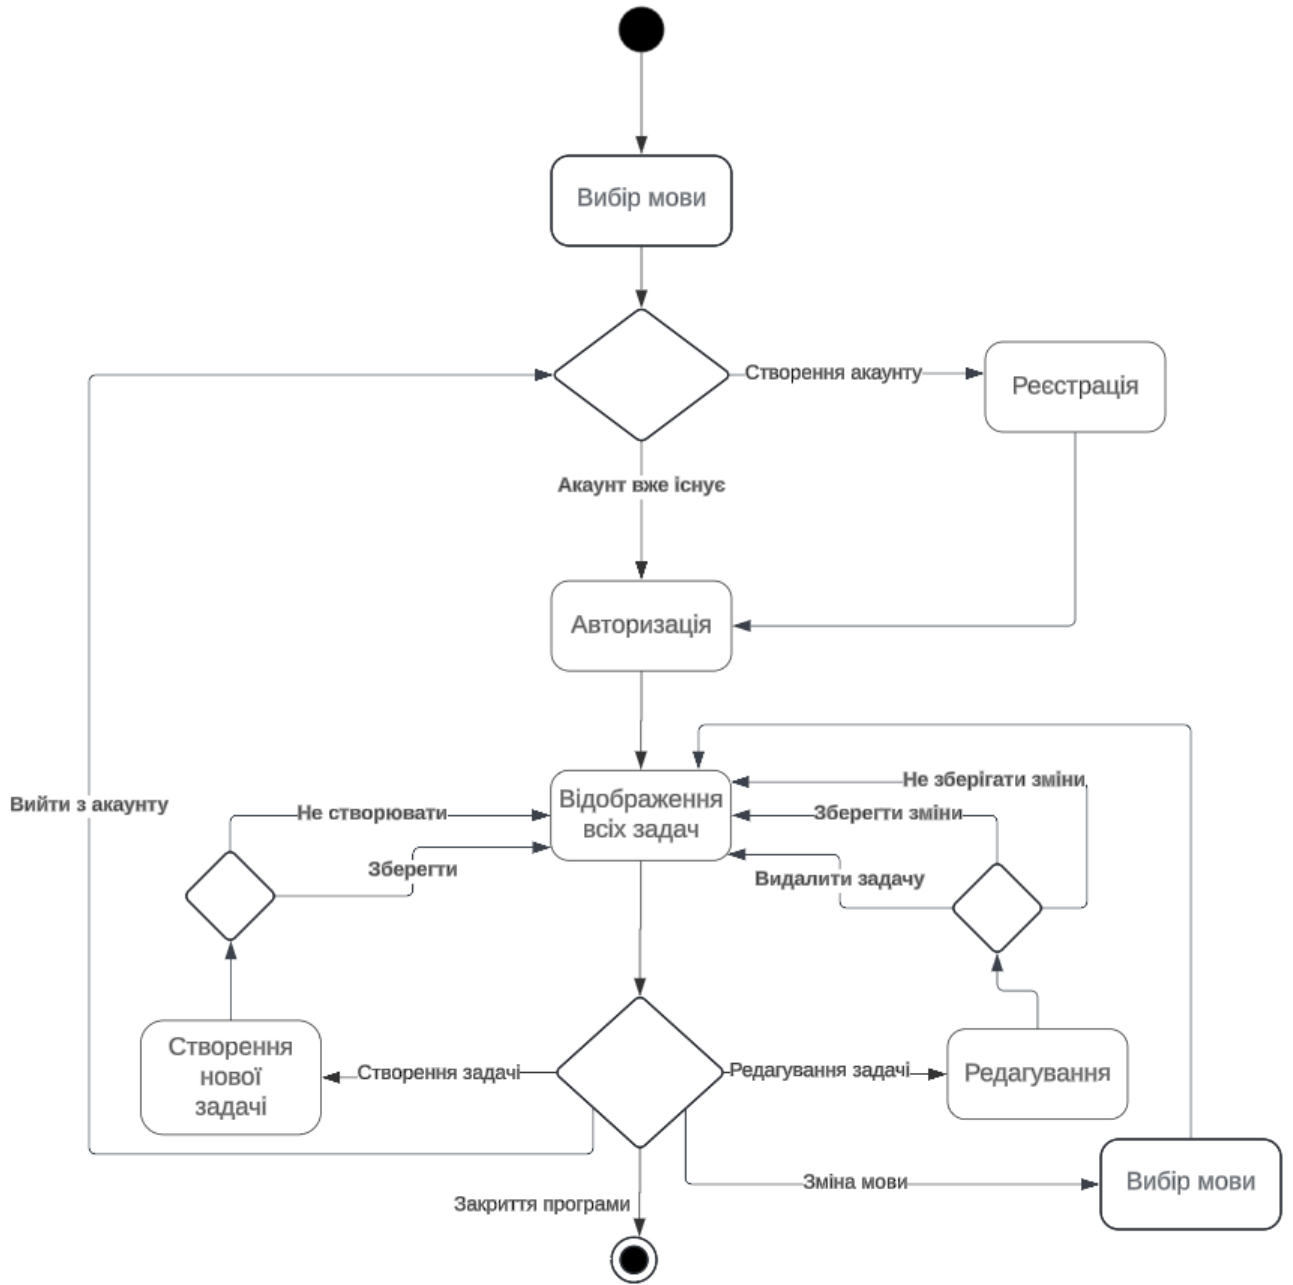 Вибір мови
Створення акаунту
Реєстрація
Акаунт вже існує
Авторизація
Не зберігати зміни
Відображення
всіх задач
Вийти з акаунту
Не створювати
Зберегти зміни
Зберегти
Видалити задачу
Створення
нової
задачі
Створення задачі
Редагування задачі
Редагування
Зміна мови
Вибір мови
Закриття програми